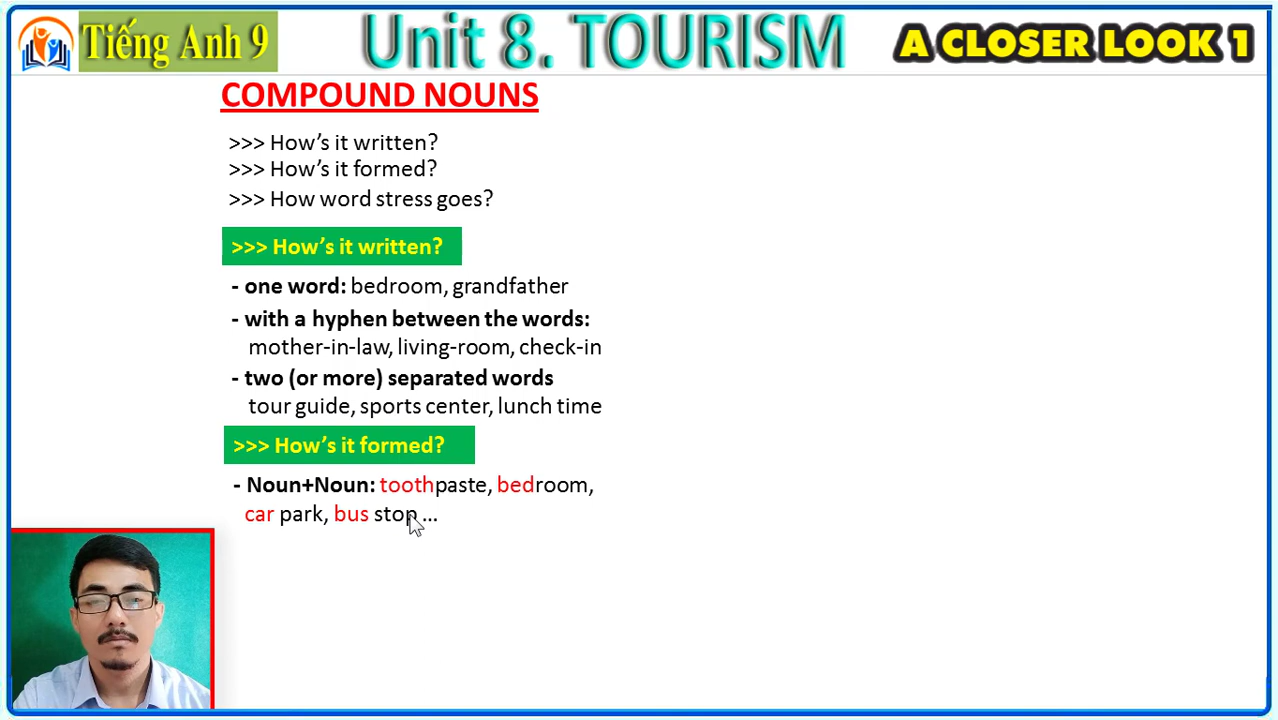 Tiếng Anh 9
Unit 8. TOURISM
A CLOSER LOOK 1
COMPOUND NOUNS
>>> How’s it written?
>>> How’s it formed?
>>> How word stress goes?
>>> How’s it written?
- one word: bedroom, grandfather
- with a hyphen between the words:
mother-in-law, living-room, check-in
- two (or more) separated words
tour guide, sports center, lunch time
>>> How’s it formed?
- Noun+Noun: toothpaste, bedroom,
car park, bus stop …